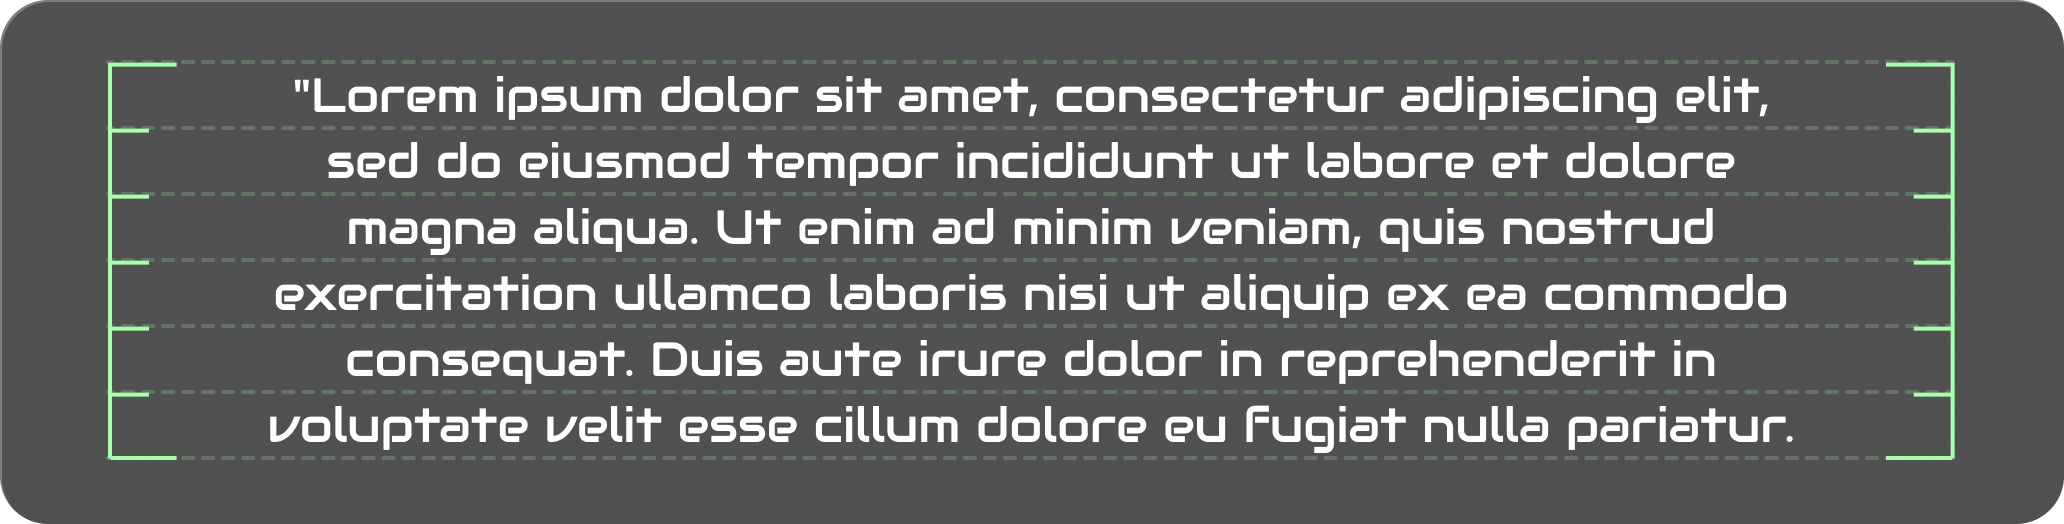 "Lorem ipsum dolor sit amet, consectetur adipiscing elit,
sed do eiusmod tempor incididunt ut labore et dolore
magna aliqua. Ut enim ad minim veniam, quis nostrud
exercitation ullamco laboris nisi ut aliquip ex ea commodo
consequat. Duis aute irure dolor in reprehenderit in
voluptate velit esse cillum dolore eu fugiat nulla pariatur.